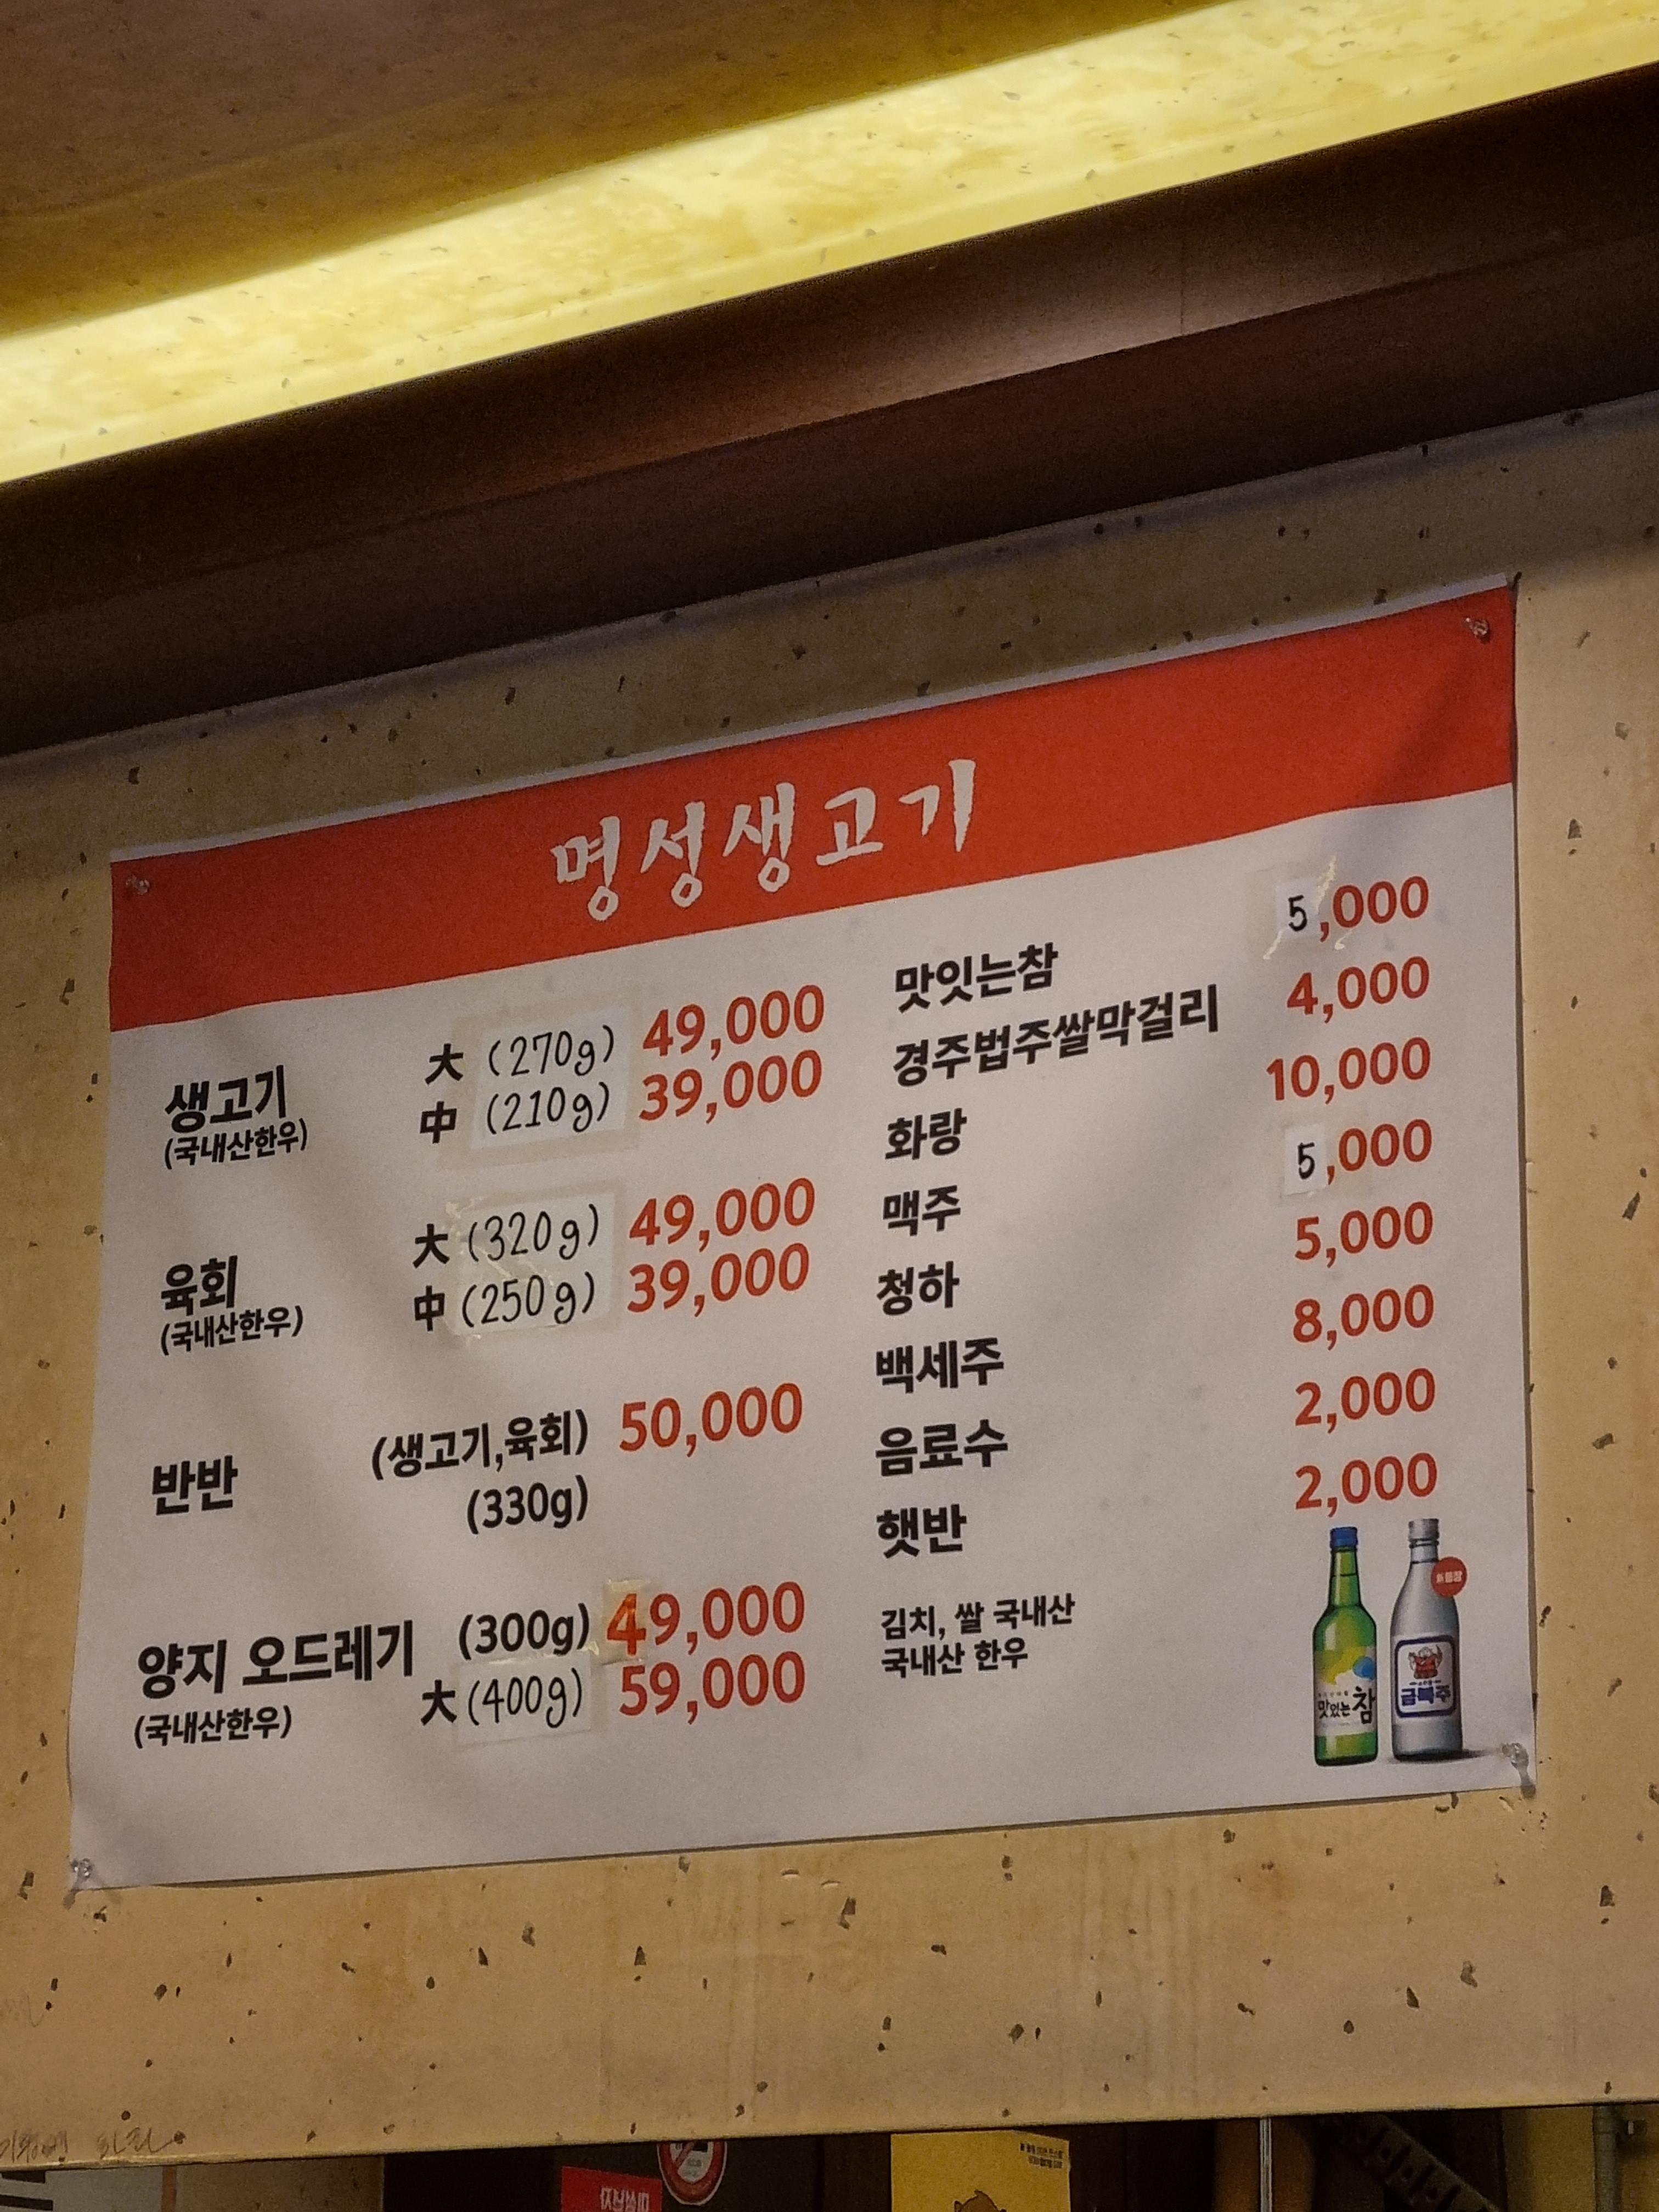 명성생고기
생고기 大 (270g) 49,000
(국내산한우) 中 (210g) 39,000
육회 大 (320g) 49,000
(국내산한우) 中 (250g) 39,000
반반 (생고기,육회) 50,000
(330g)
양지 오드레기 (300g) 49,000
(국내산한우) 大 (400g) 59,000
맛잇는참 5,000
경주법주쌀막걸리 4,000
화랑 10,000
맥주 5,000
청하 5,000
백세주 8,000
음료수 2,000
햇반 2,000
김치, 쌀 국내산
국내산 한우
맛있는참
금복주